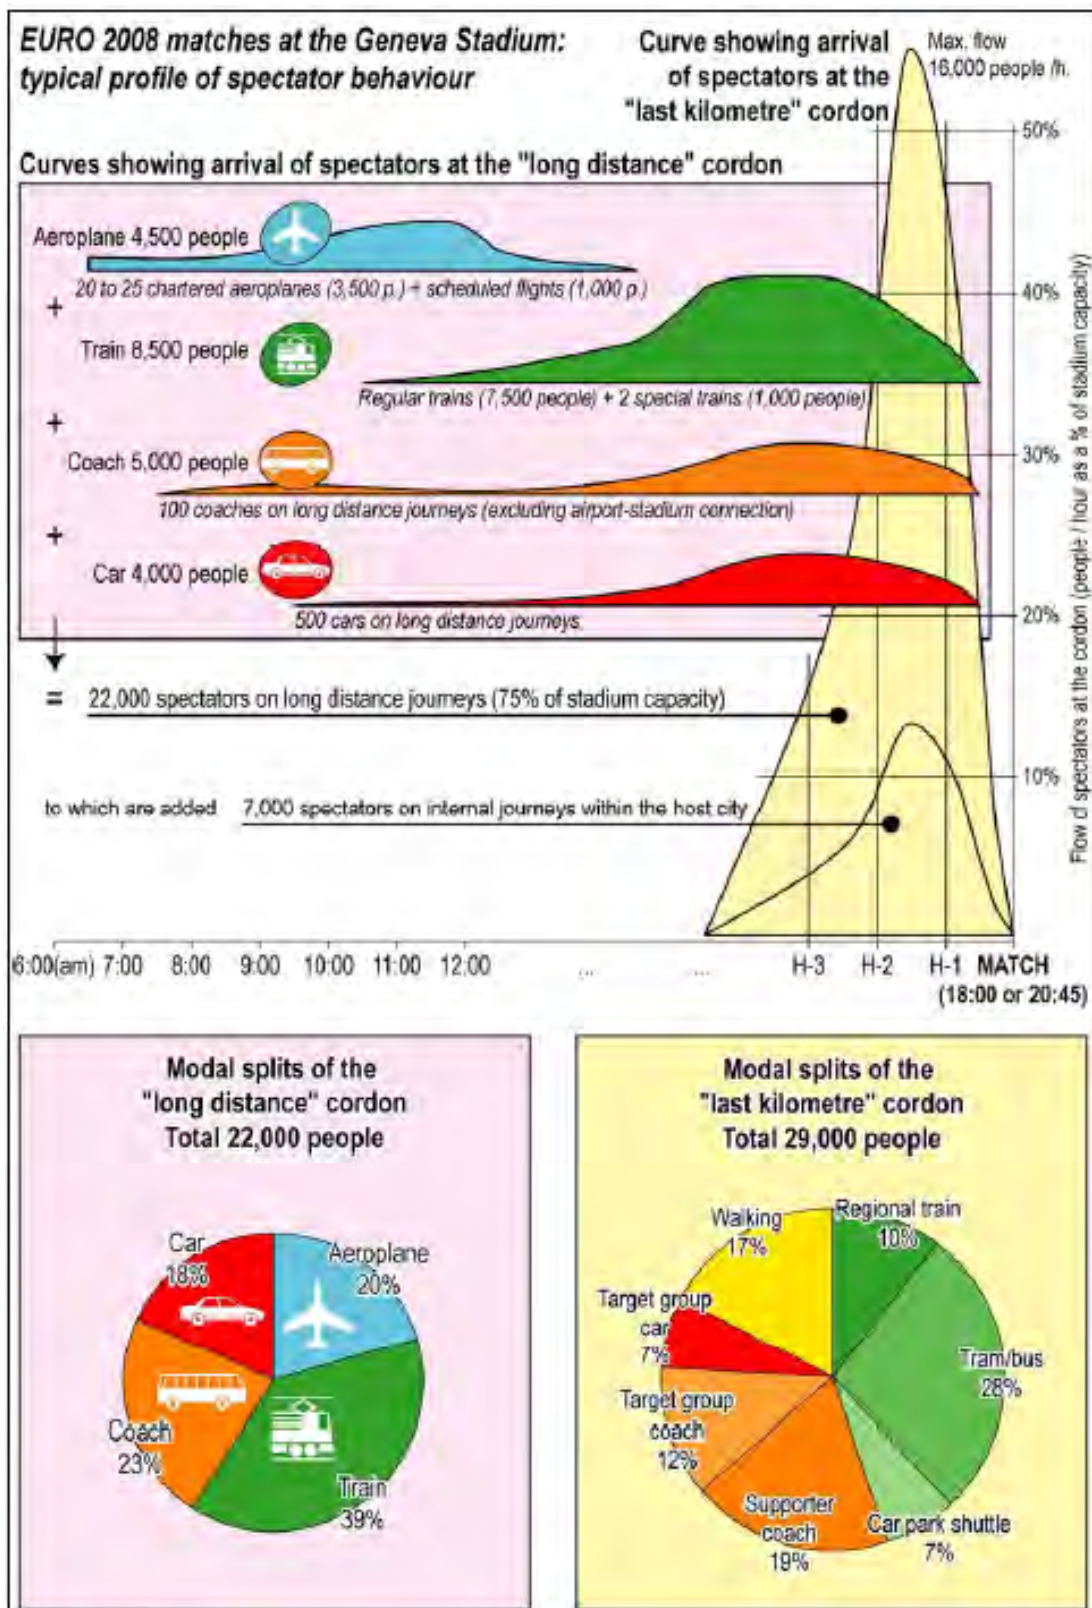 EURO 2008 matches at the Geneva Stadium:
typical profile of spectator behaviour
Curve showing arrival
of spectators at the
"last kilometre" cordon
Max. flow
16,000 people /h.
50%
Curves showing arrival of spectators at the "long distance" cordon
Aeroplane 4,500 people
20 to 25 chartered aeroplanes (3,500 p.) + scheduled flights (1,000 p.)
40%
+
Train 8,500 people
Regular trains (7,500 people) + 2 special trains (1,000 people)
+
Coach 5,000 people
30%
100 coaches on long distance journeys (excluding airport-stadium connection)
+
Car 4,000 people
500 cars on long distance journeys
20%
= 22,000 spectators on long distance journeys (75% of stadium capacity)
10%
to which are added 7,000 spectators on internal journeys within the host city
Flow of spectators at the cordon (people / hour as a % of stadium capacity)
6:00(am) 7:00 8:00 9:00 10:00 11:00 12:00 ... ... H-3 H-2 H-1 MATCH
(18:00 or 20:45)
Modal splits of the
"long distance" cordon
Total 22,000 people
Car
18%
Aeroplane
20%
Coach
23%
Train
39%
Modal splits of the
"last kilometre" cordon
Total 29,000 people
Walking
17%
Regional train
10%
Target group
car
7%
Tram/bus
28%
Target group
coach
12%
Supporter
coach
19%
Car park shuttle
7%